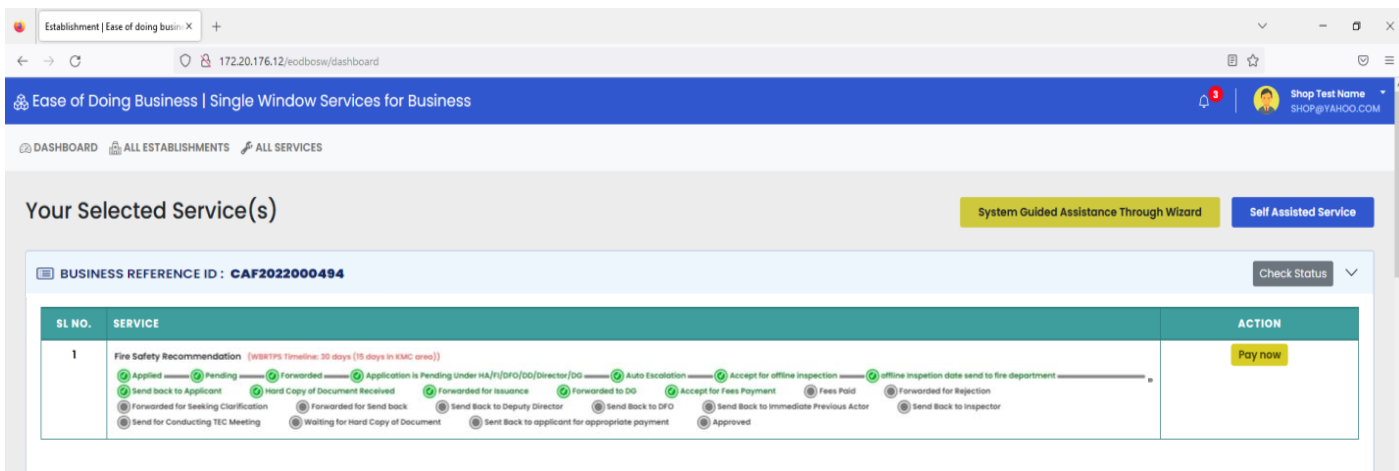 Establishment | Ease of doing busine
172.20.176.12/eodbosw/dashboard
Ease of Doing Business | Single Window Services for Business
3
Shop Test Name
SHOP@YAHOO.COM
DASHBOARD ALL ESTABLISHMENTS ALL SERVICES
Your Selected Service(s)
System Guided Assistance Through Wizard
Self Assisted Service
BUSINESS REFERENCE ID : CAF2022000494
Check Status
SL NO. SERVICE ACTION
1 Fire Safety Recommendation (WBRTPS Timeline: 30 days (15 days in KMC area)) Pay now
Applied Pending Forwarded Application is Pending Under HA/FI/DFO/DD/Director/DG Auto Escalation Accept for offline inspection offline inspetion date send to fire department
Send back to Applicant Hard Copy of Document Received Forwarded for Issuance Forwarded to DG Accept for Fees Payment Fees Paid Forwarded for Rejection
Forwarded for Seeking Clarification Forwarded for Send back Send Back to Deputy Director Send Back to DFO Send Back to Immediate Previous Actor Send Back to Inspector
Send for Conducting TEC Meeting Waiting for Hard Copy of Document Sent Back to applicant for appropriate payment Approved